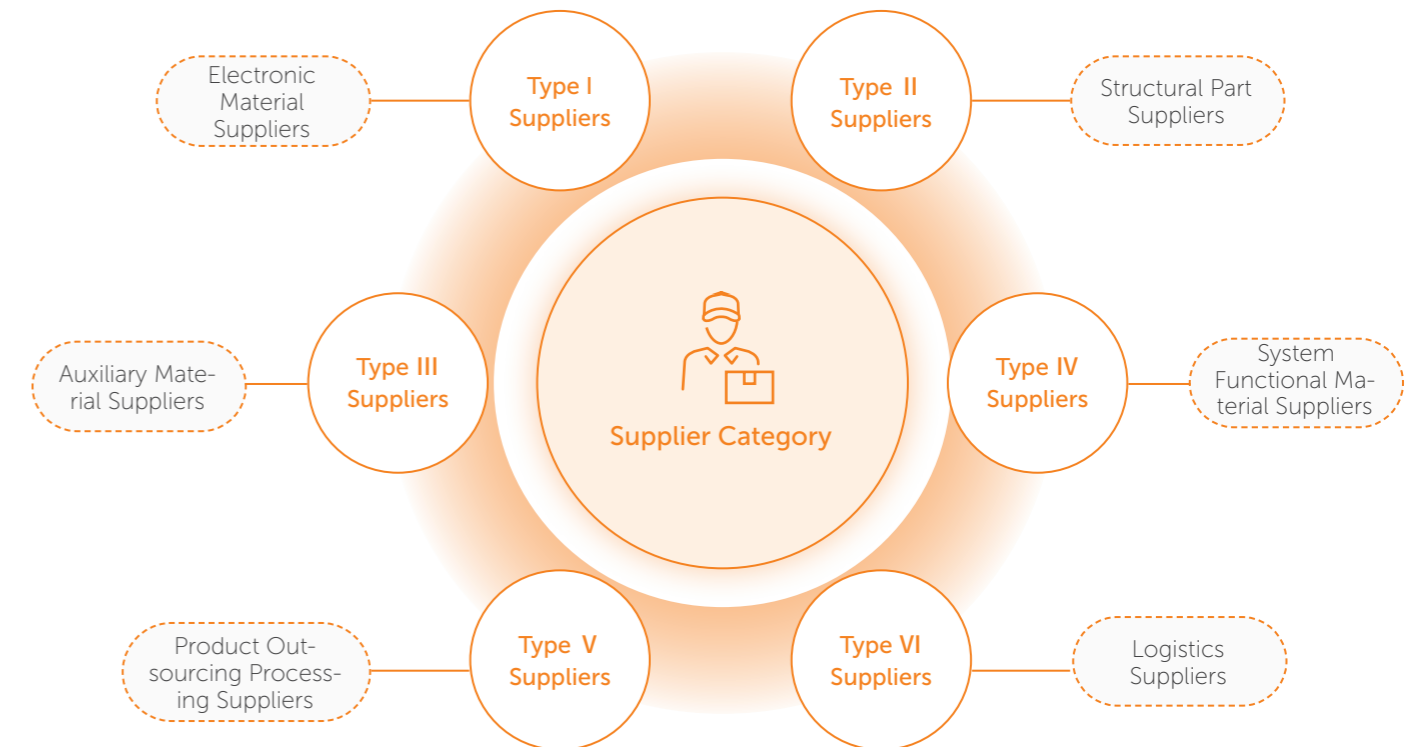 Electronic
Material
Suppliers
Type I
Suppliers
Type II
Suppliers
Structural Part
Suppliers
Auxiliary Mate-
rial Suppliers
Type III
Suppliers
Supplier Category
Type IV
Suppliers
System
Functional Ma-
terial Suppliers
Product Out-
sourcing Process-
ing Suppliers
Type V
Suppliers
Type VI
Suppliers
Logistics
Suppliers